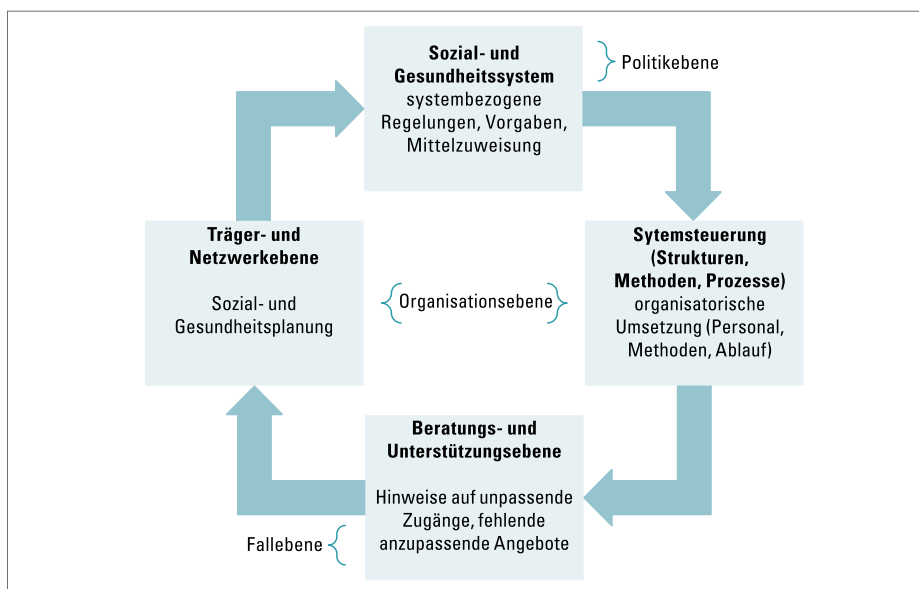 Sozial- und
Gesundheitssystem
systembezogene
Regelungen, Vorgaben,
Mittelzuweisung
Politikebene
Träger- und
Netzwerkebene
Sozial- und
Gesundheitsplanung
Organisationsebene
Sytemsteuerung
(Strukturen,
Methoden, Prozesse)
organisatorische
Umsetzung (Personal,
Methoden, Ablauf)
Beratungs- und
Unterstützungsebene
Hinweise auf unpassende
Zugänge, fehlende
anzupassende Angebote
Fallebene